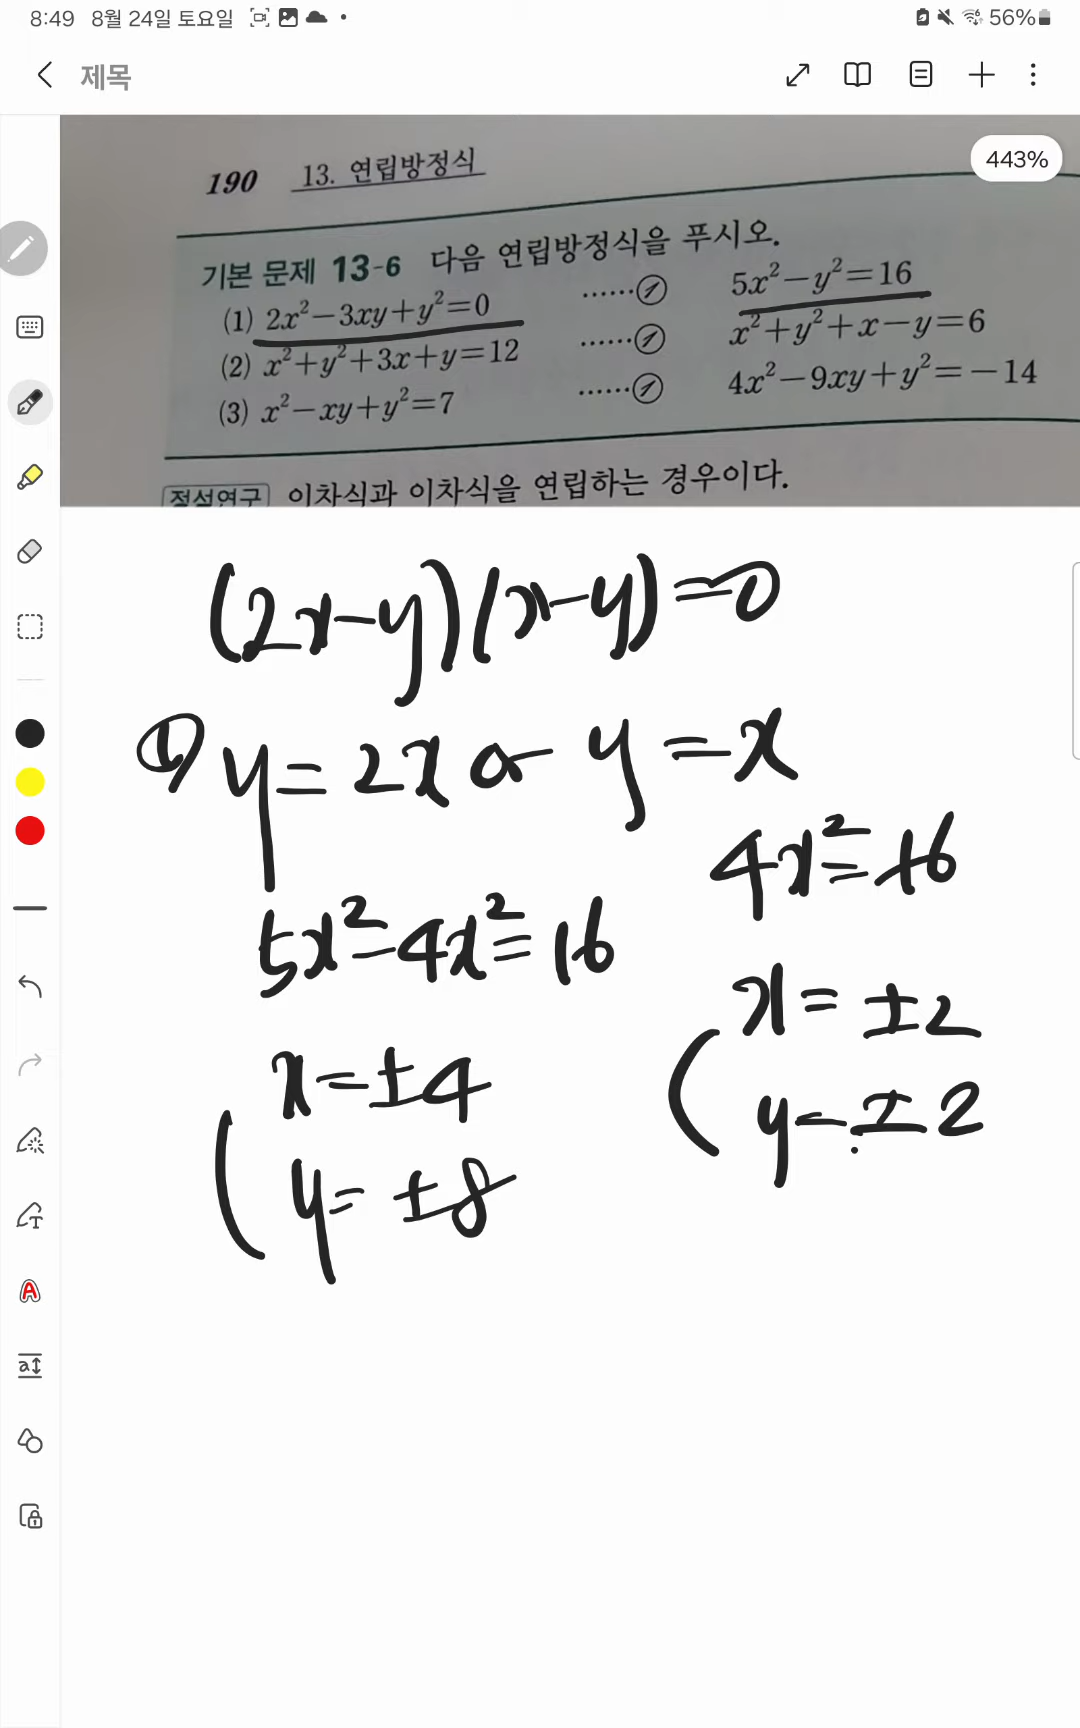 8:49 8월 24일 토요일 56%
제목
443%
190 13. 연립방정식
기본 문제 13-6 다음 연립방정식을 푸시오.
(1) 2x²-3xy+y²=0 ……① 5x²-y²=16
(2) x²+y²+3x+y=12 ……① x²+y²+x-y=6
(3) x²-xy+y²=7 ……① 4x²-9xy+y²=-14
정석연구 이차식과 이차식을 연립하는 경우이다.
(2x-y)(x-y)=0
① y=2x or y=x
4x²=16
5x²-4x²=16
x=±2
x=±4
y=±2
y=±8